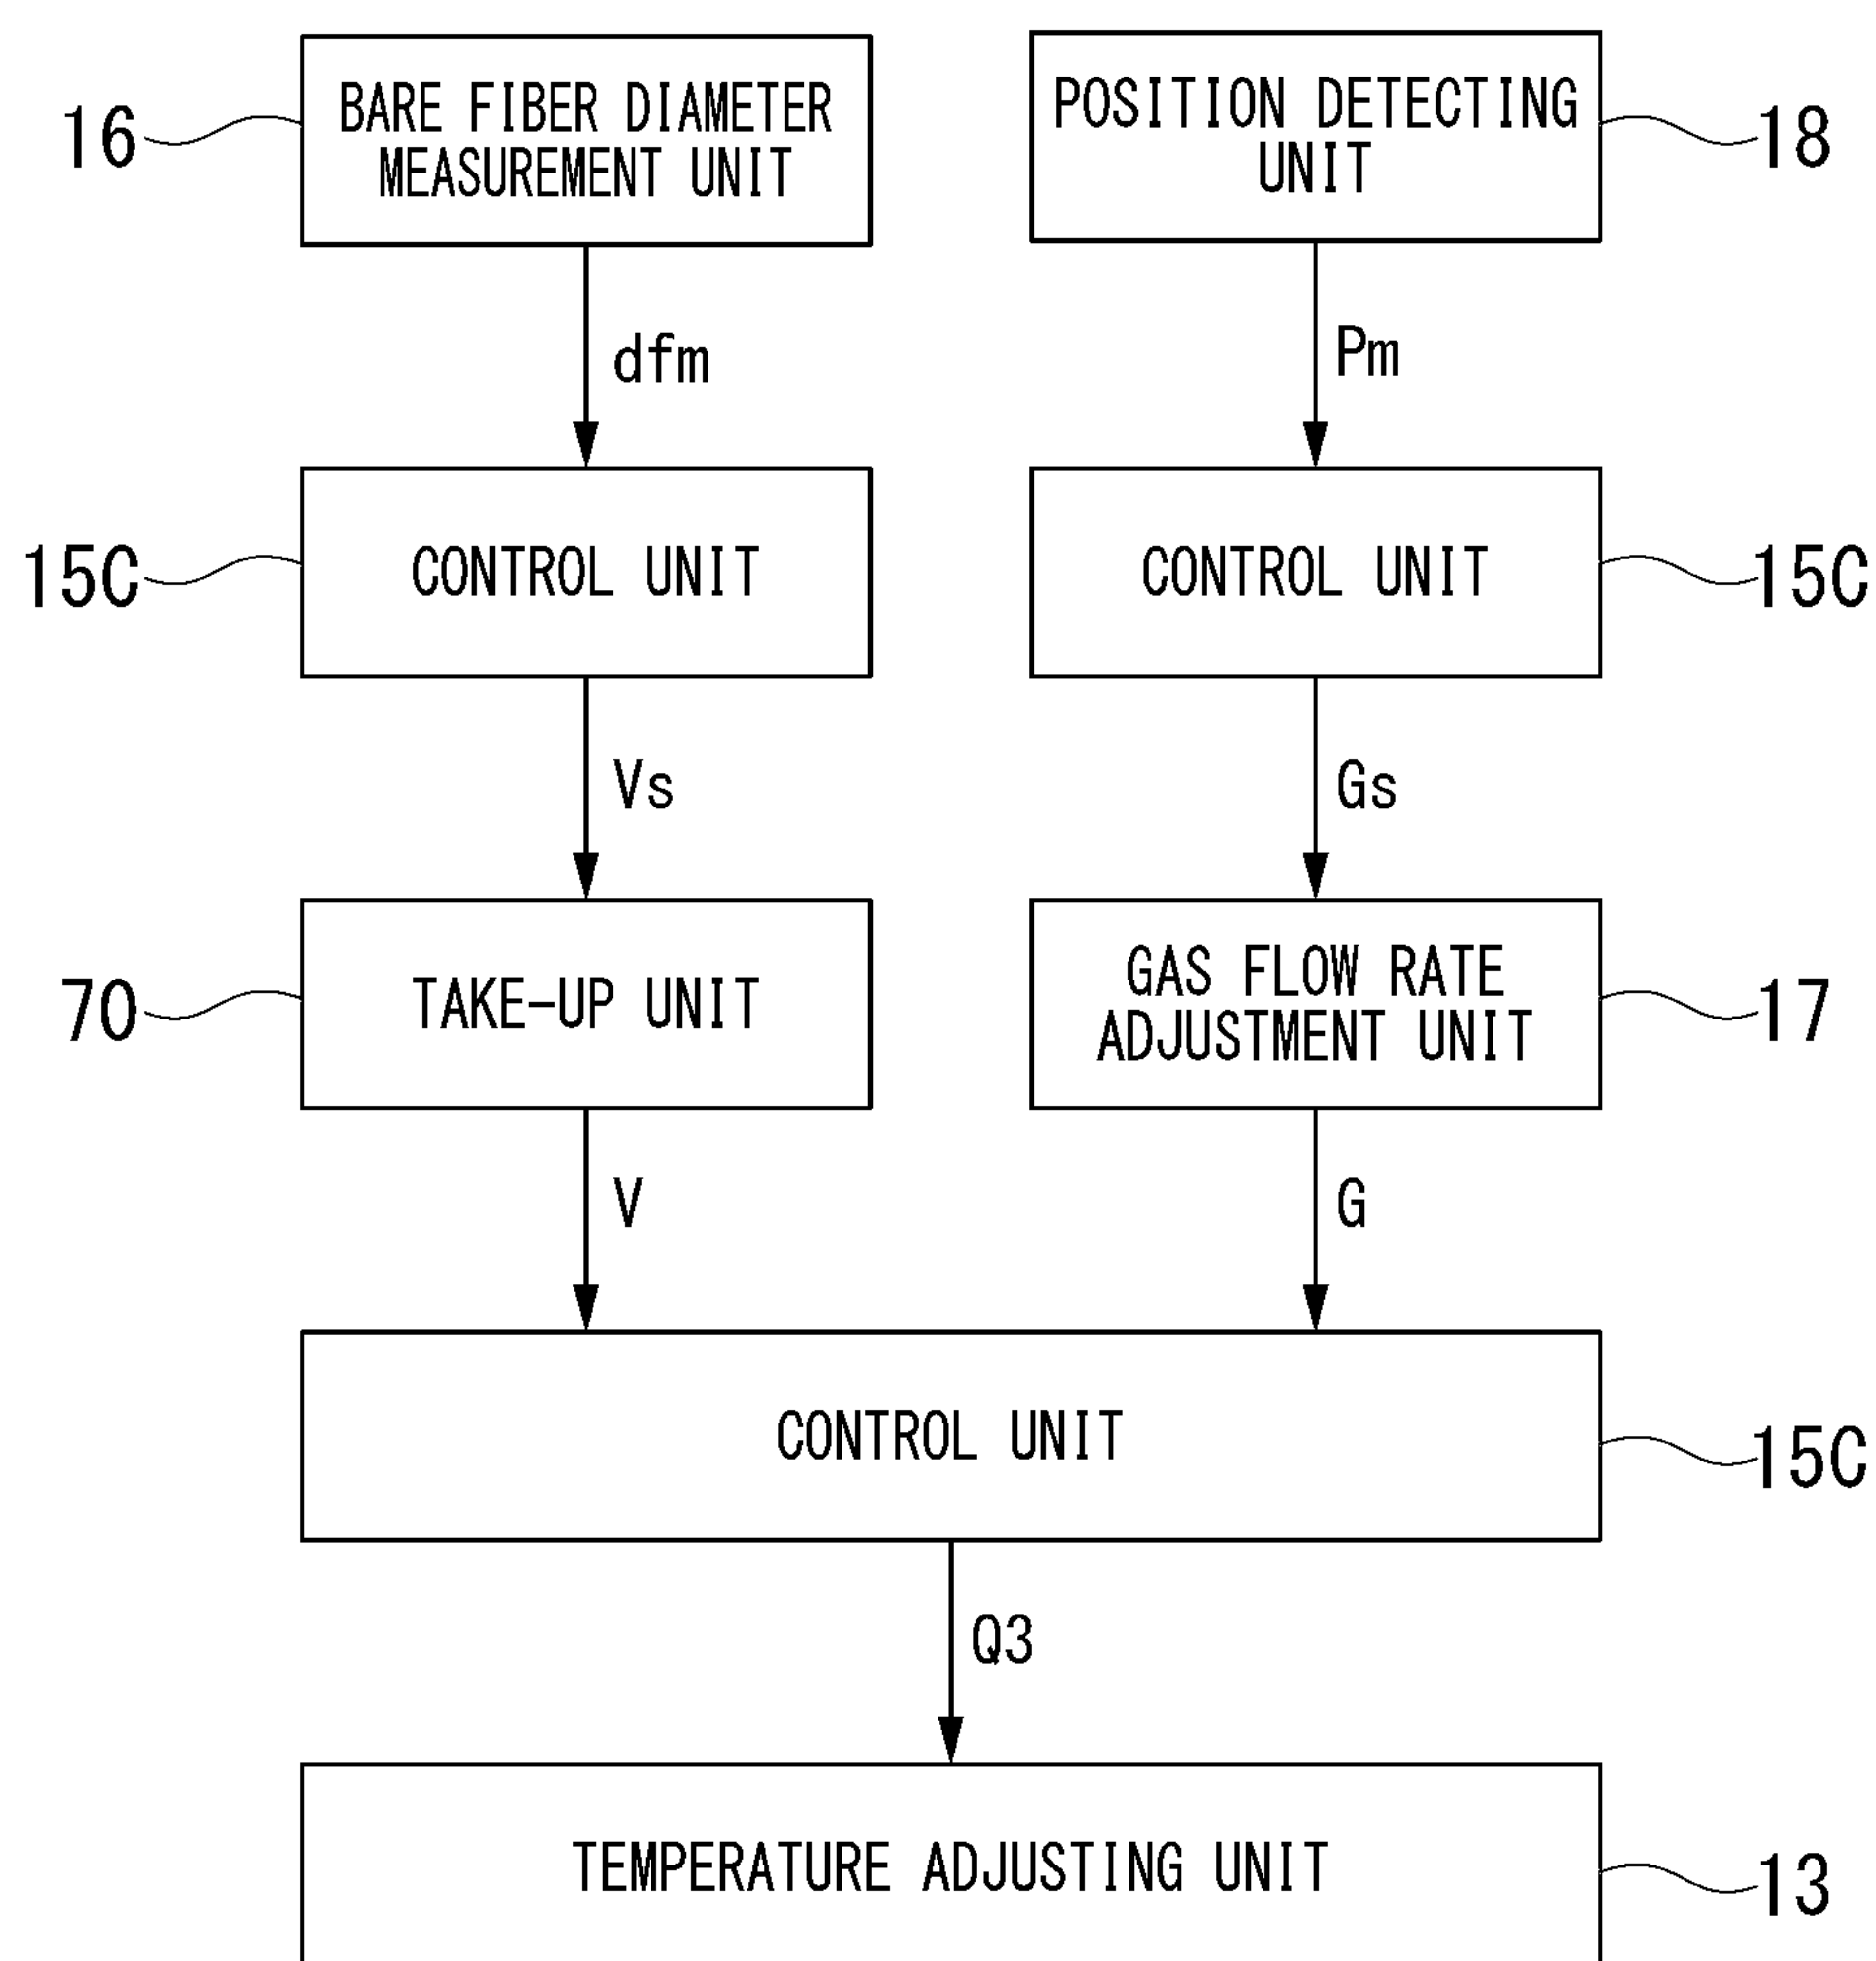 16
BARE FIBER DIAMETER
MEASUREMENT UNIT
POSITION DETECTING
UNIT
18
dfm
Pm
15C
CONTROL UNIT
CONTROL UNIT
15C
Vs
Gs
70
TAKE-UP UNIT
GAS FLOW RATE
ADJUSTMENT UNIT
17
V
G
CONTROL UNIT
15C
Q3
TEMPERATURE ADJUSTING UNIT
13